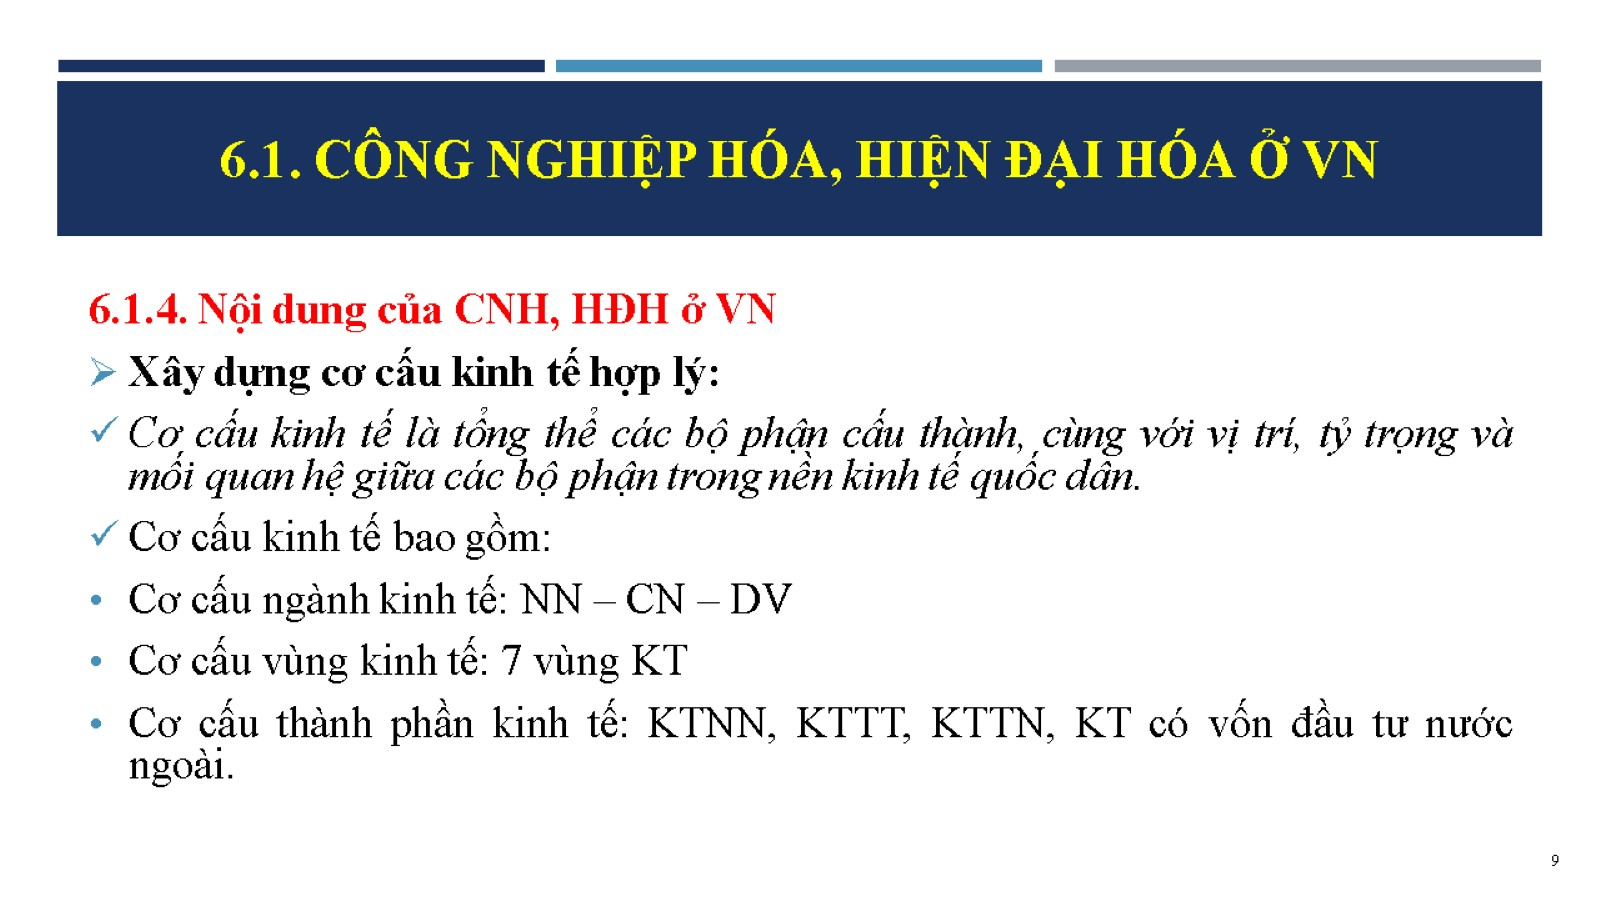 6.1. CÔNG NGHIỆP HÓA, HIỆN ĐẠI HÓA Ở VN
6.1.4. Nội dung của CNH, HĐH ở VN
➢ Xây dựng cơ cấu kinh tế hợp lý:
✓ Cơ cấu kinh tế là tổng thể các bộ phận cấu thành, cùng với vị trí, tỷ trọng và
mối quan hệ giữa các bộ phận trong nền kinh tế quốc dân.
✓ Cơ cấu kinh tế bao gồm:
• Cơ cấu ngành kinh tế: NN – CN – DV
• Cơ cấu vùng kinh tế: 7 vùng KT
• Cơ cấu thành phần kinh tế: KTNN, KTTT, KTTN, KT có vốn đầu tư nước
ngoài.
9